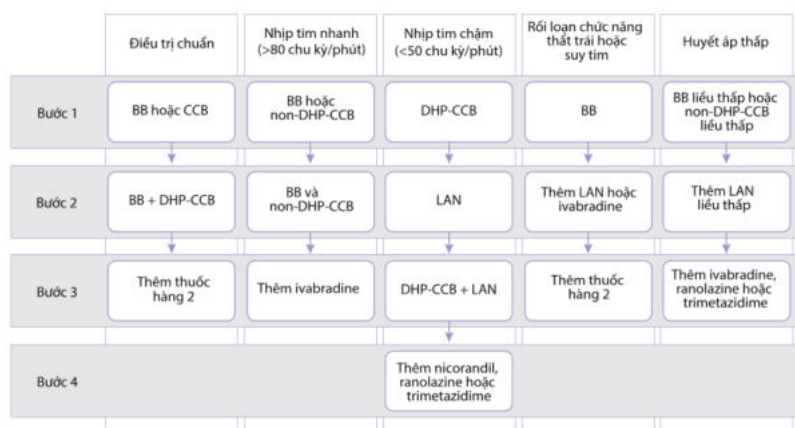 Điều trị chuẩn
Nhịp tim nhanh
(>80 chu kỳ/phút)
Nhịp tim chậm
(<50 chu kỳ/phút)
Rối loạn chức năng
thất trái hoặc
suy tim
Huyết áp thấp
Bước 1
BB hoặc CCB
BB hoặc
non-DHP-CCB
DHP-CCB
BB
BB liều thấp hoặc
non-DHP-CCB
liều thấp
Bước 2
BB + DHP-CCB
BB và
non-DHP-CCB
LAN
Thêm LAN hoặc
ivabradine
Thêm LAN
liều thấp
Bước 3
Thêm thuốc
hàng 2
Thêm ivabradine
DHP-CCB + LAN
Thêm thuốc
hàng 2
Thêm ivabradine,
ranolazine hoặc
trimetazidime
Bước 4
Thêm nicorandil,
ranolazine hoặc
trimetazidime